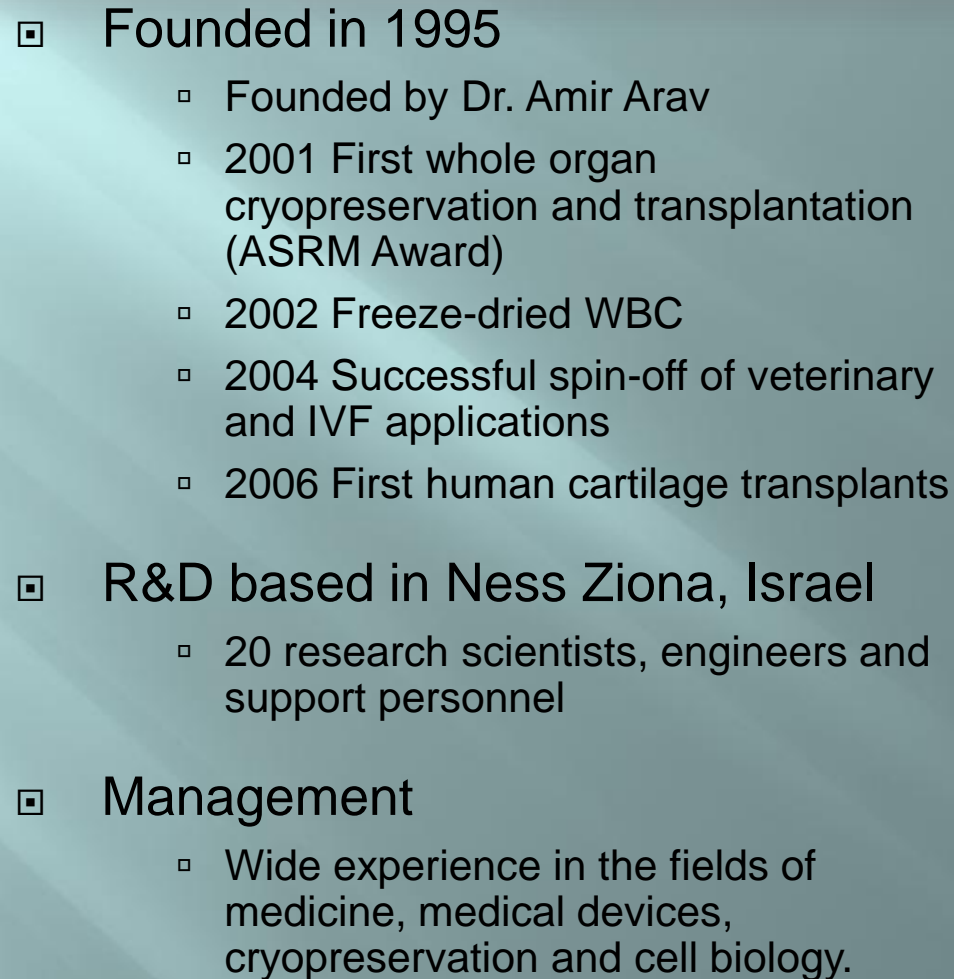 Founded in 1995
Founded by Dr. Amir Arav
2001 First whole organ
cryopreservation and transplantation
(ASRM Award)
2002 Freeze-dried WBC
2004 Successful spin-off of veterinary
and IVF applications
2006 First human cartilage transplants
R&D based in Ness Ziona, Israel
20 research scientists, engineers and
support personnel
Management
Wide experience in the fields of
medicine, medical devices,
cryopreservation and cell biology.